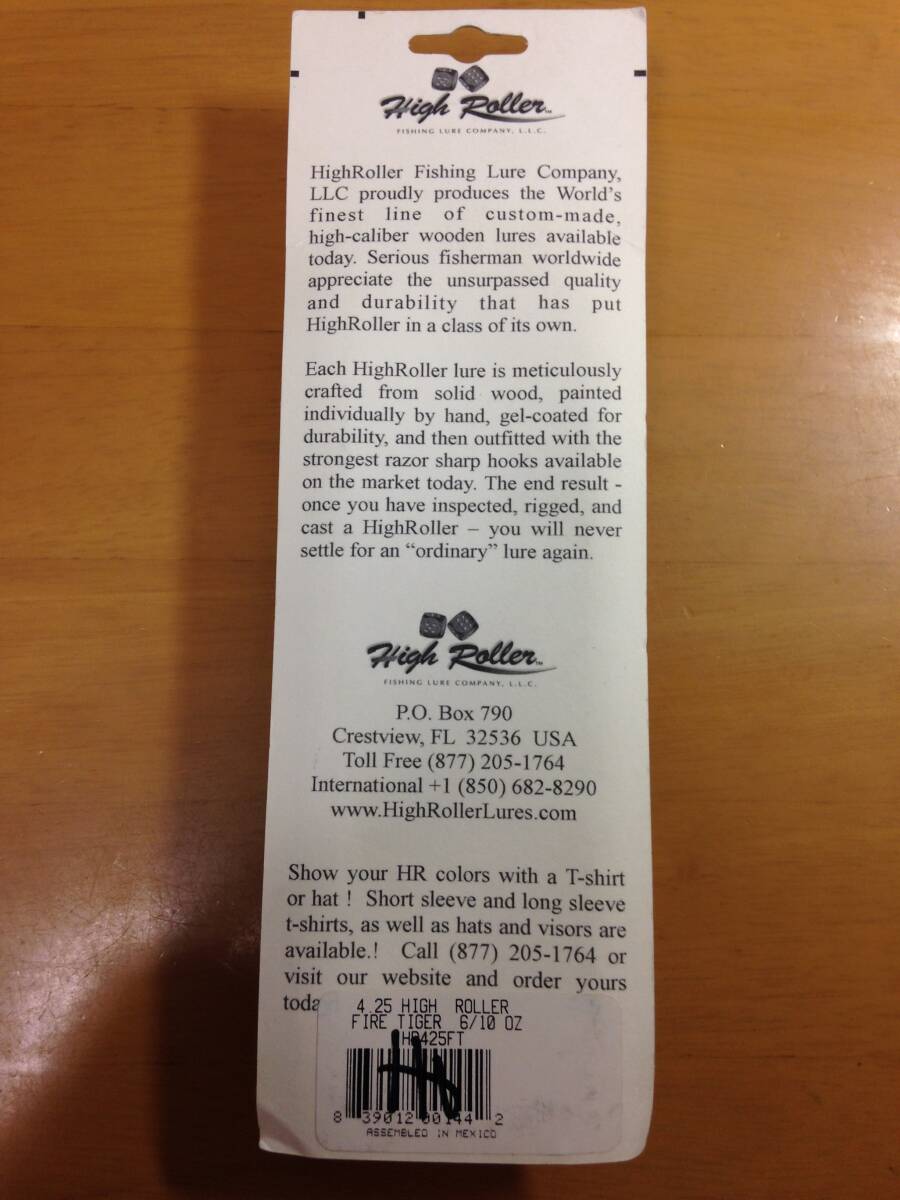 High Roller™
FISHING LURE COMPANY, L.L.C.
HighRoller Fishing Lure Company,
LLC proudly produces the World's
finest line of custom-made,
high-caliber wooden lures available
today. Serious fisherman worldwide
appreciate the unsurpassed quality
and durability that has put
HighRoller in a class of its own.
Each HighRoller lure is meticulously
crafted from solid wood, painted
individually by hand, gel-coated for
durability, and then outfitted with the
strongest razor sharp hooks available
on the market today. The end result -
once you have inspected, rigged, and
cast a HighRoller – you will never
settle for an “ordinary” lure again.
High Roller™
FISHING LURE COMPANY, L.L.C.
P.O. Box 790
Crestview, FL 32536 USA
Toll Free (877) 205-1764
International +1 (850) 682-8290
www.HighRollerLures.com
Show your HR colors with a T-shirt
or hat ! Short sleeve and long sleeve
t-shirts, as well as hats and visors are
available.! Call (877) 205-1764 or
visit our website and order yours
toda
4.25 HIGH ROLLER
FIRE TIGER 6/10 OZ
HR425FT
8 39012 00144 2
ASSEMBLED IN MEXICO